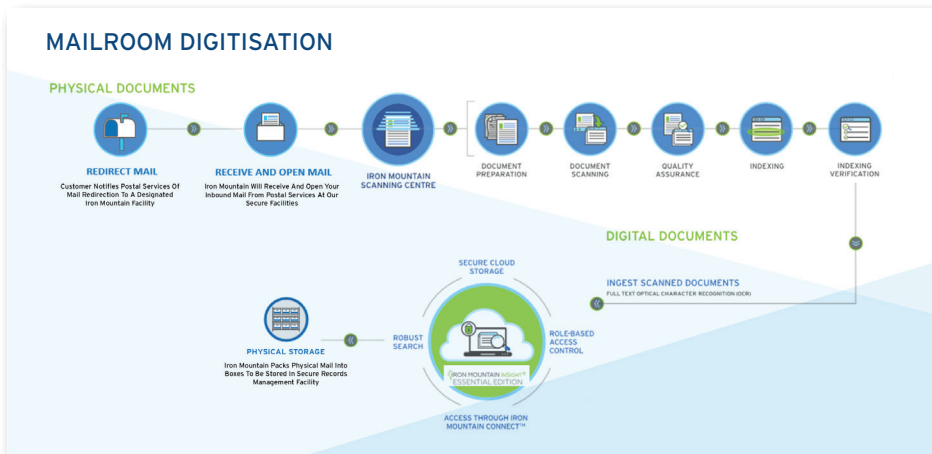 MAILROOM DIGITISATION
PHYSICAL DOCUMENTS
REDIRECT MAIL
Customer Notifies Postal Services Of
Mail Redirection To A Designated
Iron Mountain Facility
RECEIVE AND OPEN MAIL
Iron Mountain Will Receive And Open Your
Inbound Mail From Postal Services At Our
Secure Facilities
IRON MOUNTAIN
SCANNING CENTRE
DOCUMENT
PREPARATION
DOCUMENT
SCANNING
QUALITY
ASSURANCE
INDEXING
INDEXING
VERIFICATION
DIGITAL DOCUMENTS
INGEST SCANNED DOCUMENTS
FULL TEXT OPTICAL CHARACTER RECOGNITION (OCR)
SECURE CLOUD
STORAGE
ROLE-BASED
ACCESS
CONTROL
ROBUST
SEARCH
IRON MOUNTAIN INSIGHT®
ESSENTIAL EDITION
ACCESS THROUGH IRON
MOUNTAIN CONNECT™
PHYSICAL STORAGE
Iron Mountain Packs Physical Mail Into
Boxes To Be Stored In Secure Records
Management Facility